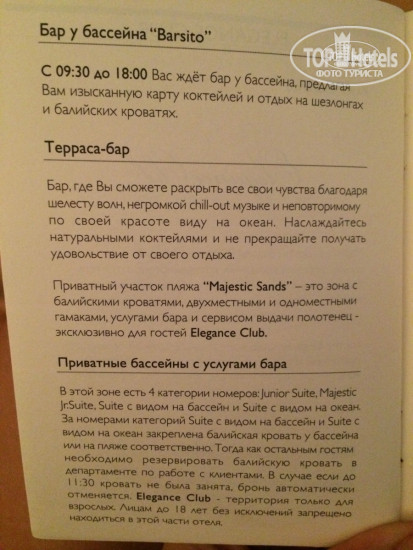 TOPHotels
ФОТО ТУРИСТА
Бар у бассейна “Barsito”
С 09:30 до 18:00 Вас ждёт бар у бассейна, предлагая
Вам изысканную карту коктейлей и отдых на шезлонгах
и балийских кроватях.
Терраса-бар
Бар, где Вы сможете раскрыть все свои чувства благодаря
шелесту волн, негромкой chill-out музыке и неповторимому
по своей красоте виду на океан. Наслаждайтесь
натуральными коктейлями и не прекращайте получать
удовольствие от своего отдыха.
Приватный участок пляжа “Majestic Sands” – это зона с
балийскими кроватями, двухместными и одноместными
гамаками, услугами бара и сервисом выдачи полотенец -
эксклюзивно для гостей Elegance Club.
Приватные бассейны с услугами бара
В этой зоне есть 4 категории номеров: Junior Suite, Majestic
Jr.Suite, Suite с видом на бассейн и Suite с видом на океан.
За номерами категорий Suite с видом на бассейн и Suite с
видом на океан закреплена балийская кровать у бассейна
или на пляже соответственно. Тогда как остальным гостям
необходимо резервировать балийскую кровать в
департаменте по работе с клиентами. В случае если до
11:30 кровать не была занята, бронь автоматически
отменяется. Elegance Club - территория только для
взрослых. Лицам до 18 лет без исключений запрещено
находиться в этой части отеля.